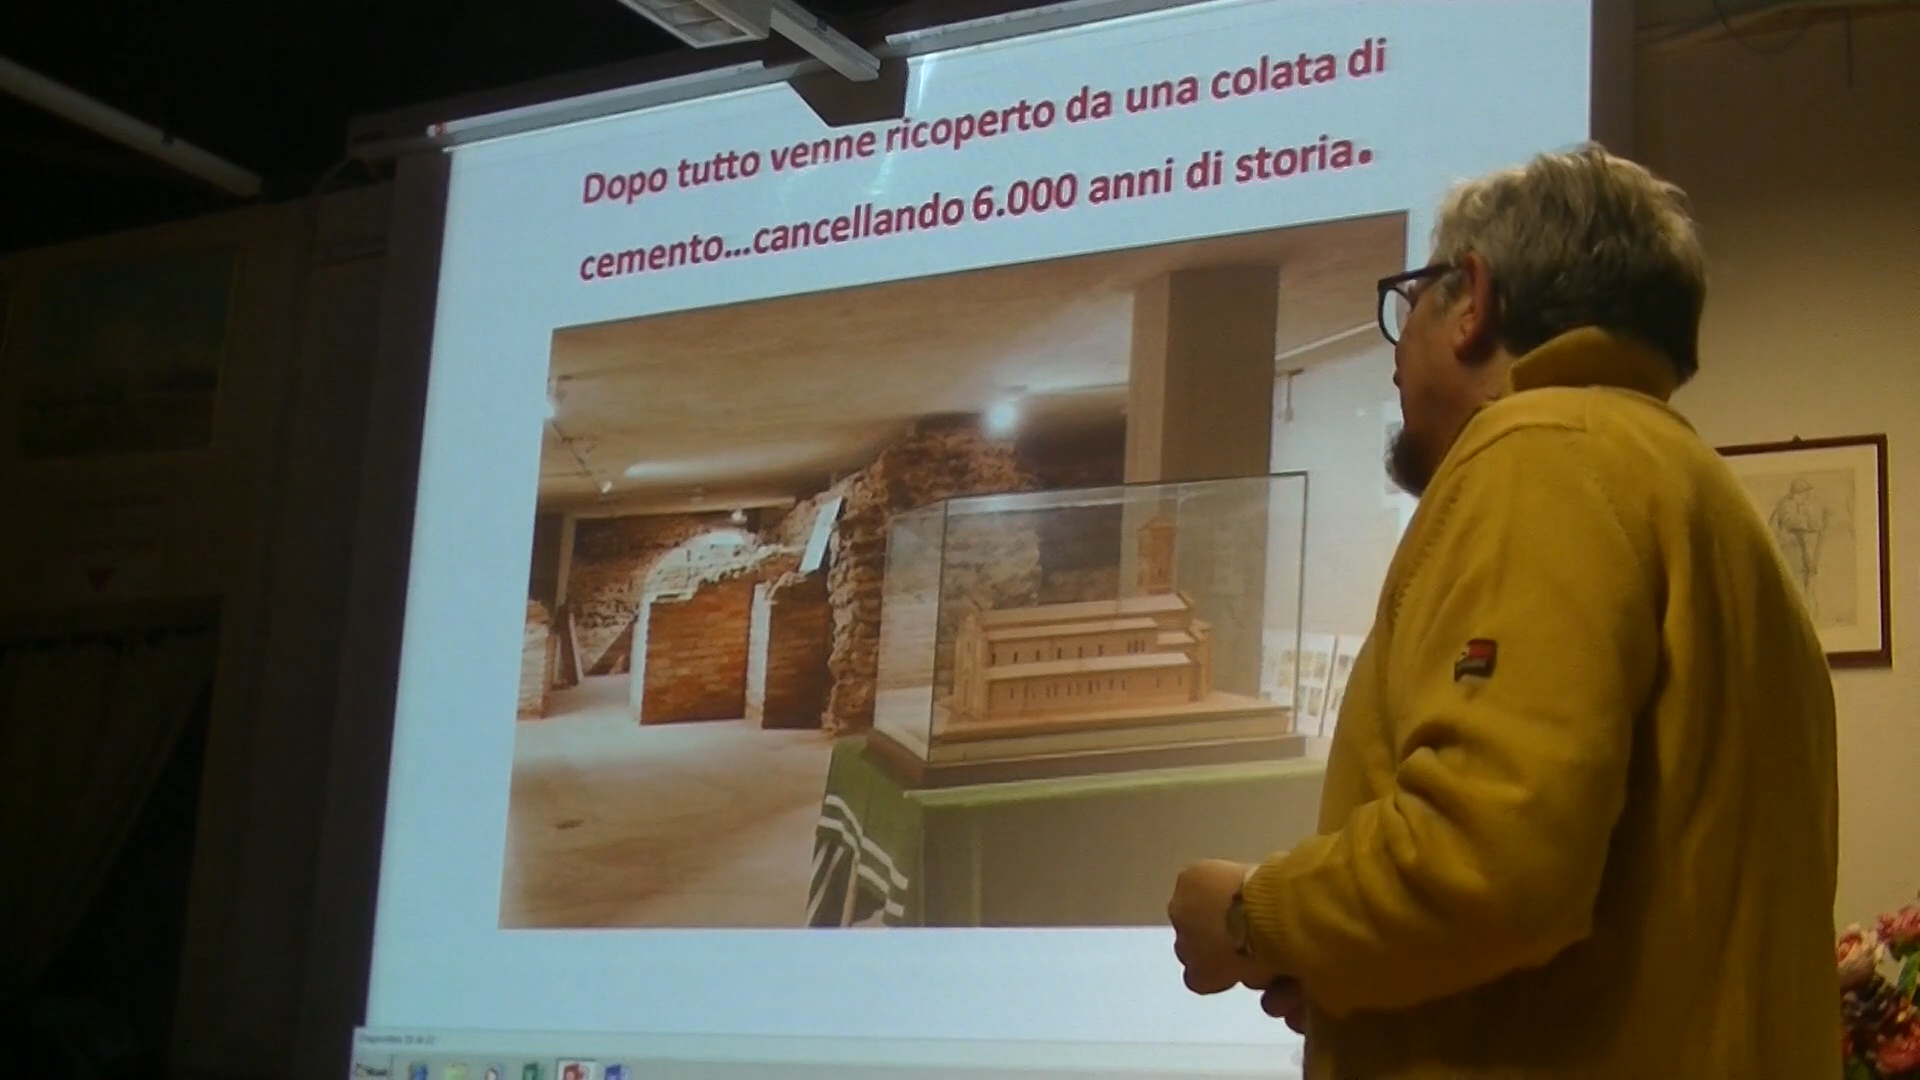 Dopo tutto venne ricoperto da una colata di
cemento...cancellando 6.000 anni di storia.